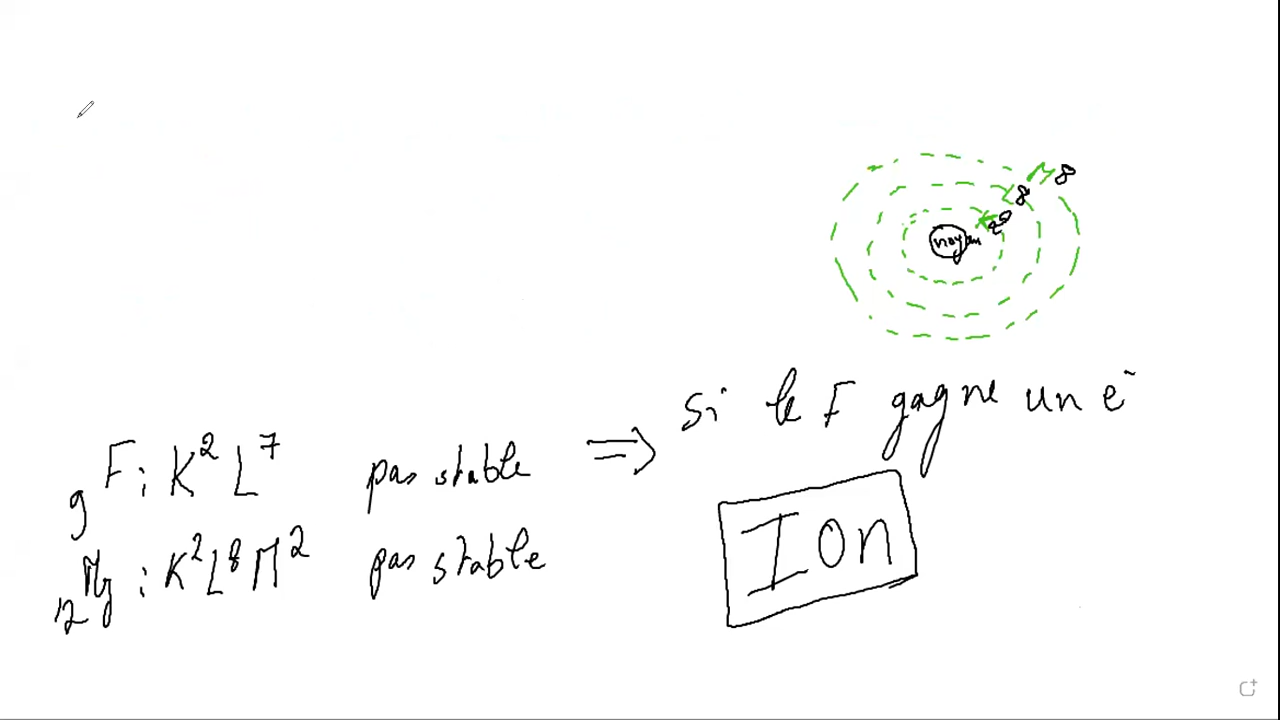 M 8
L 8
K 2
noyau
Si le F gagne un e⁻
₉F : K² L⁷ pas stable ⇒
Ion
₁₂Mg : K² L⁸ M² pas stable